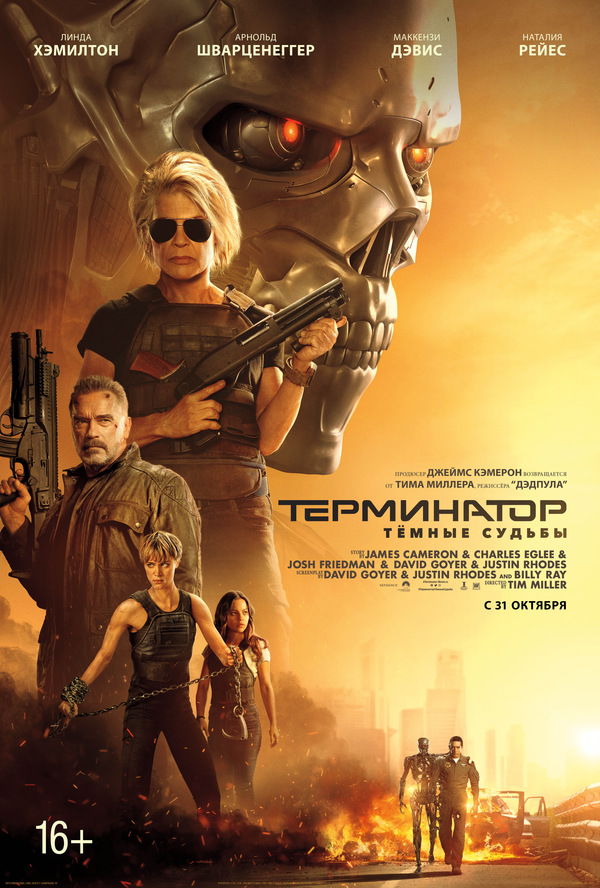 ЛИНДА
ХЭМИЛТОН
АРНОЛЬД
ШВАРЦЕНЕГГЕР
МАККЕНЗИ
ДЭВИС
НАТАЛИЯ
РЕЙЕС
ПРОДЮСЕР ДЖЕЙМС КЭМЕРОН ВОЗВРАЩАЕТСЯ
ОТ ТИМА МИЛЛЕРА, РЕЖИССЁРА "ДЭДПУЛА"
ТЕРМИНАТОР
ТЁМНЫЕ СУДЬБЫ
STORY BY JAMES CAMERON & CHARLES EGLEE &
JOSH FRIEDMAN & DAVID GOYER & JUSTIN RHODES
SCREENPLAY BY DAVID GOYER & JUSTIN RHODES AND BILLY RAY
DIRECTED BY TIM MILLER
С 31 ОКТЯБРЯ
16+